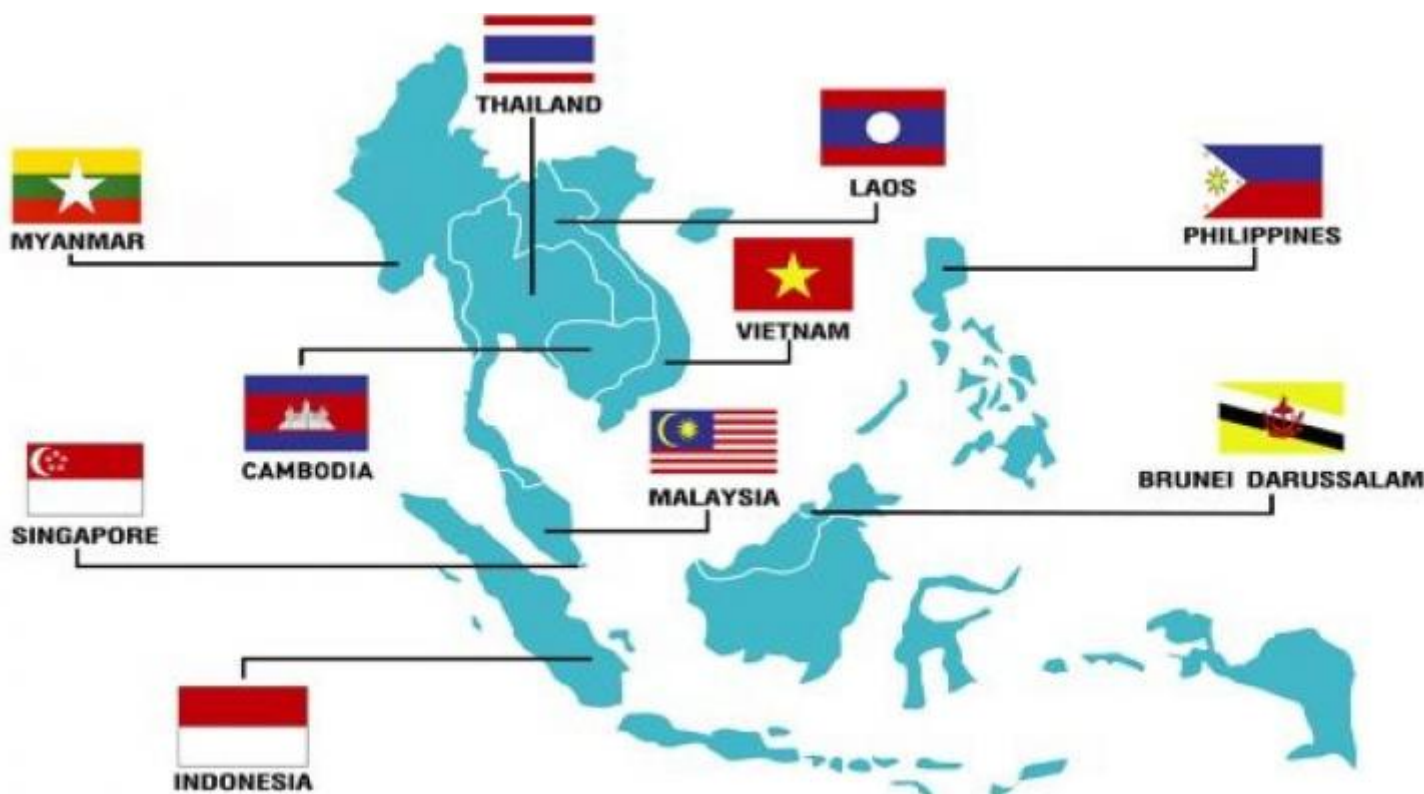 THAILAND
LAOS
MYANMAR
PHILIPPINES
VIETNAM
CAMBODIA
MALAYSIA
BRUNEI DARUSSALAM
SINGAPORE
INDONESIA